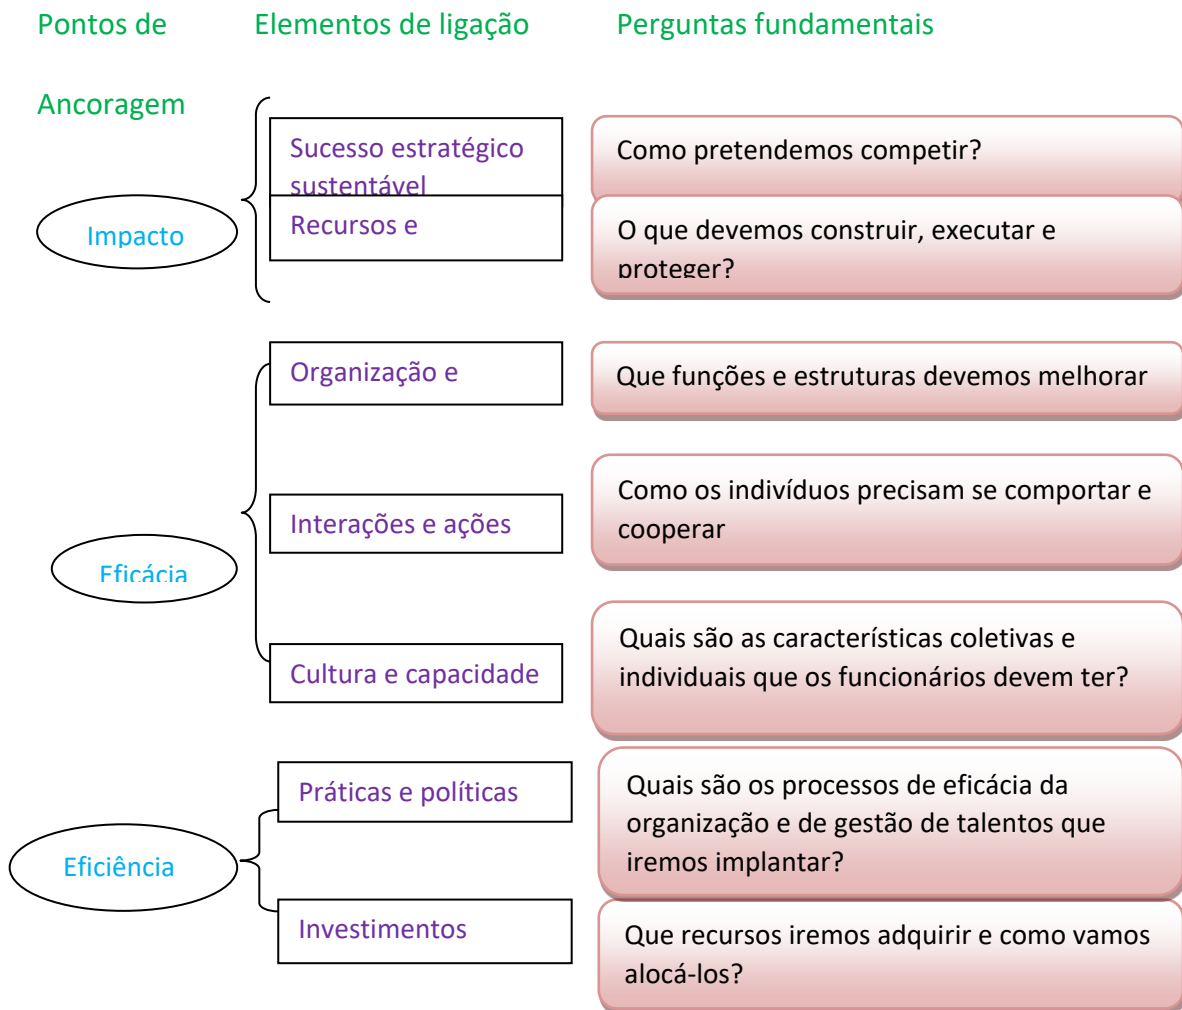 Pontos de Elementos de ligação Perguntas fundamentais
Ancoragem
Impacto
Sucesso estratégico
sustentável
Como pretendemos competir?
Recursos e
O que devemos construir, executar e
proteger?
Eficácia
Organização e
Que funções e estruturas devemos melhorar
Interações e ações
Como os indivíduos precisam se comportar e
cooperar
Cultura e capacidade
Quais são as características coletivas e
individuais que os funcionários devem ter?
Eficiência
Práticas e políticas
Quais são os processos de eficácia da
organização e de gestão de talentos que
iremos implantar?
Investimentos
Que recursos iremos adquirir e como vamos
alocá-los?